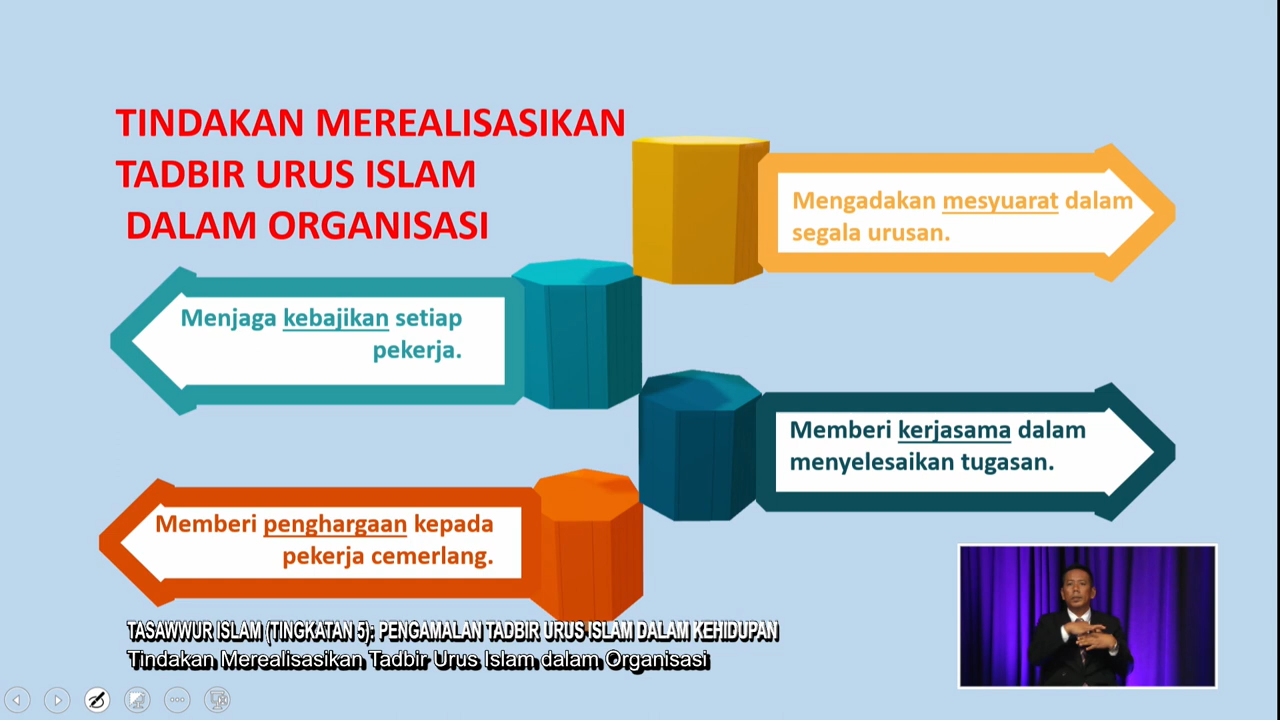 TINDAKAN MEREALISASIKAN
TADBIR URUS ISLAM
DALAM ORGANISASI
Mengadakan mesyuarat dalam
segala urusan.
Menjaga kebajikan setiap
pekerja.
Memberi kerjasama dalam
menyelesaikan tugasan.
Memberi penghargaan kepada
pekerja cemerlang.
TASAWWUR ISLAM (TINGKATAN 5): PENGAMALAN TADBIR URUS ISLAM DALAM KEHIDUPAN
Tindakan Merealisasikan Tadbir Urus Islam dalam Organisasi